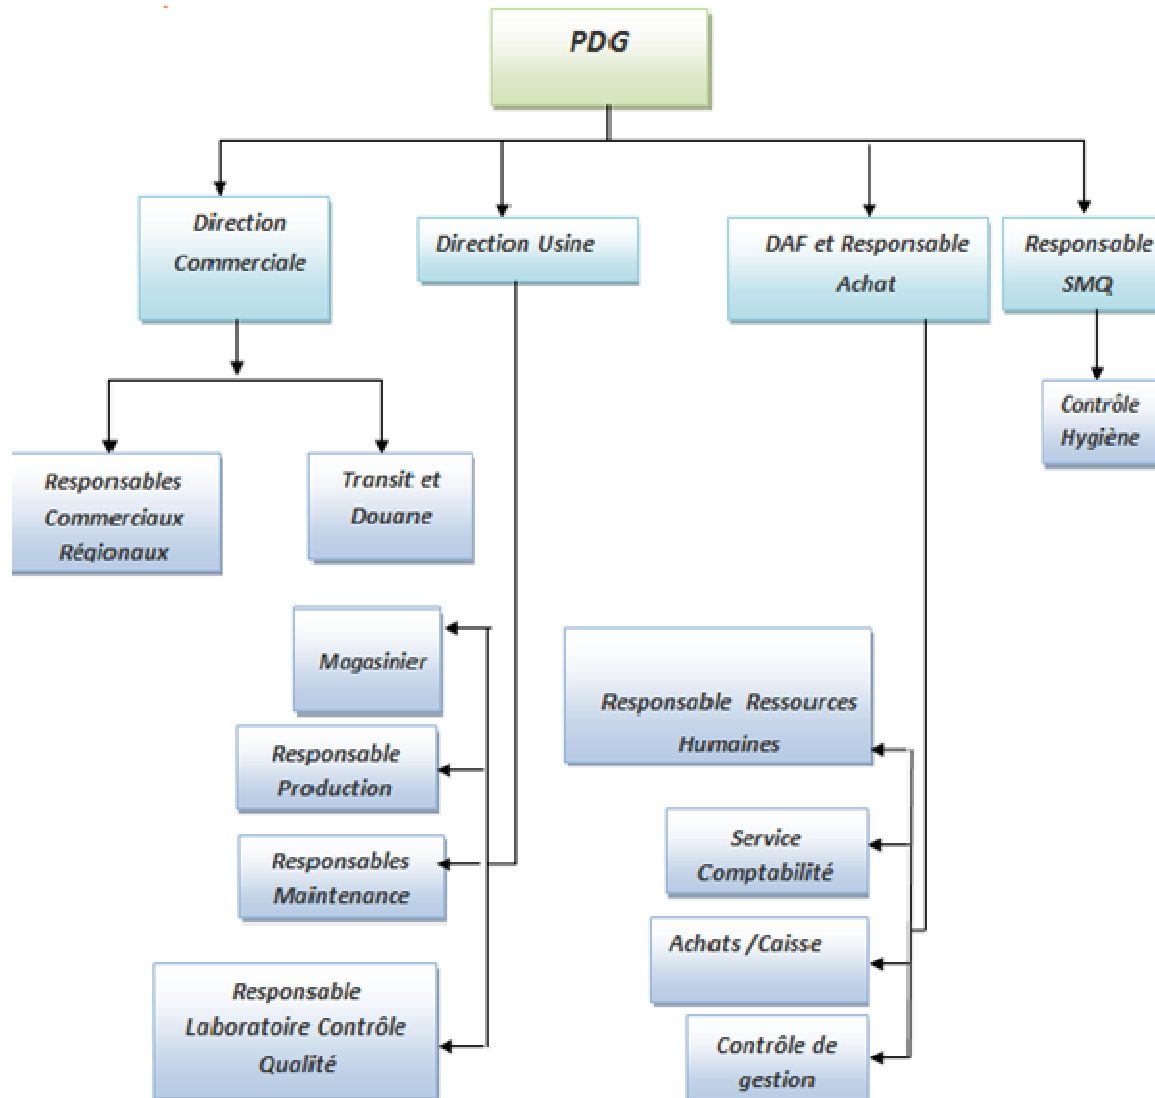 PDG
Direction
Commerciale
Direction Usine
DAF et Responsable
Achat
Responsable
SMQ
Contrôle
Hygiène
Responsables
Commerciaux
Régionaux
Transit et
Douane
Magasinier
Responsable
Production
Responsables
Maintenance
Responsable
Laboratoire Contrôle
Qualité
Responsable Ressources
Humaines
Service
Comptabilité
Achats /Caisse
Contrôle de
gestion